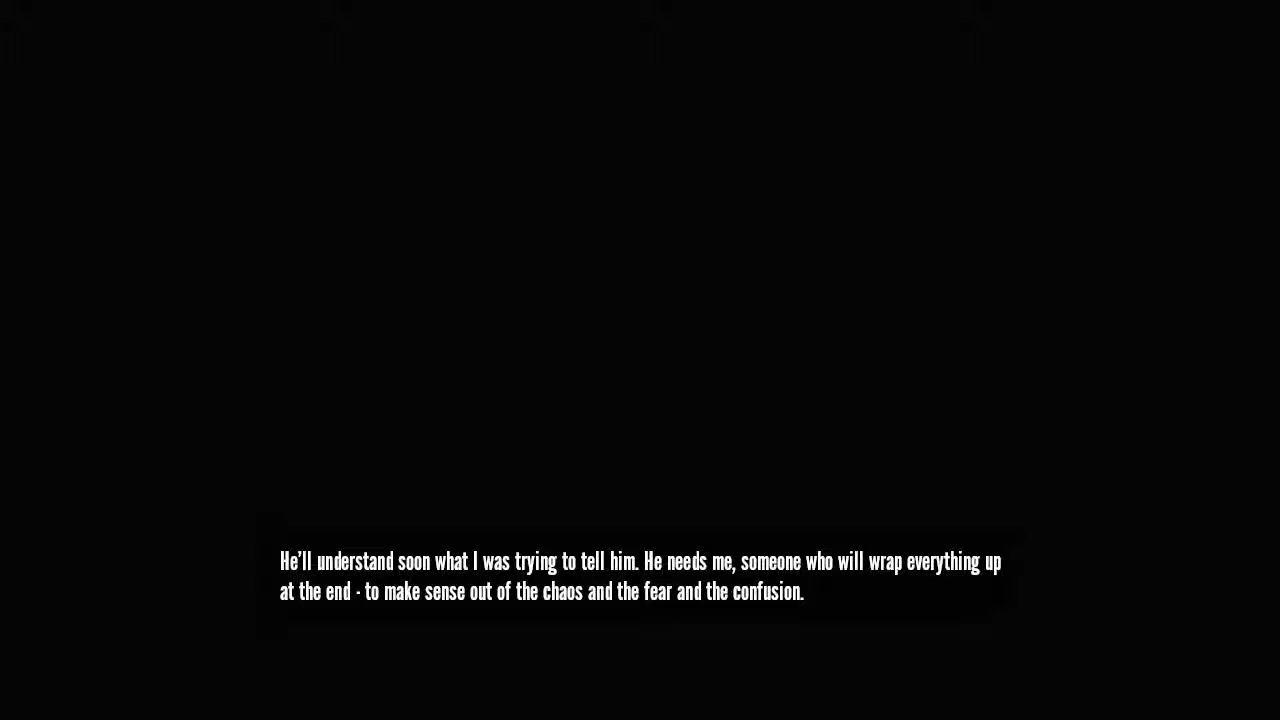 He’ll understand soon what I was trying to tell him. He needs me, someone who will wrap everything up
at the end - to make sense out of the chaos and the fear and the confusion.